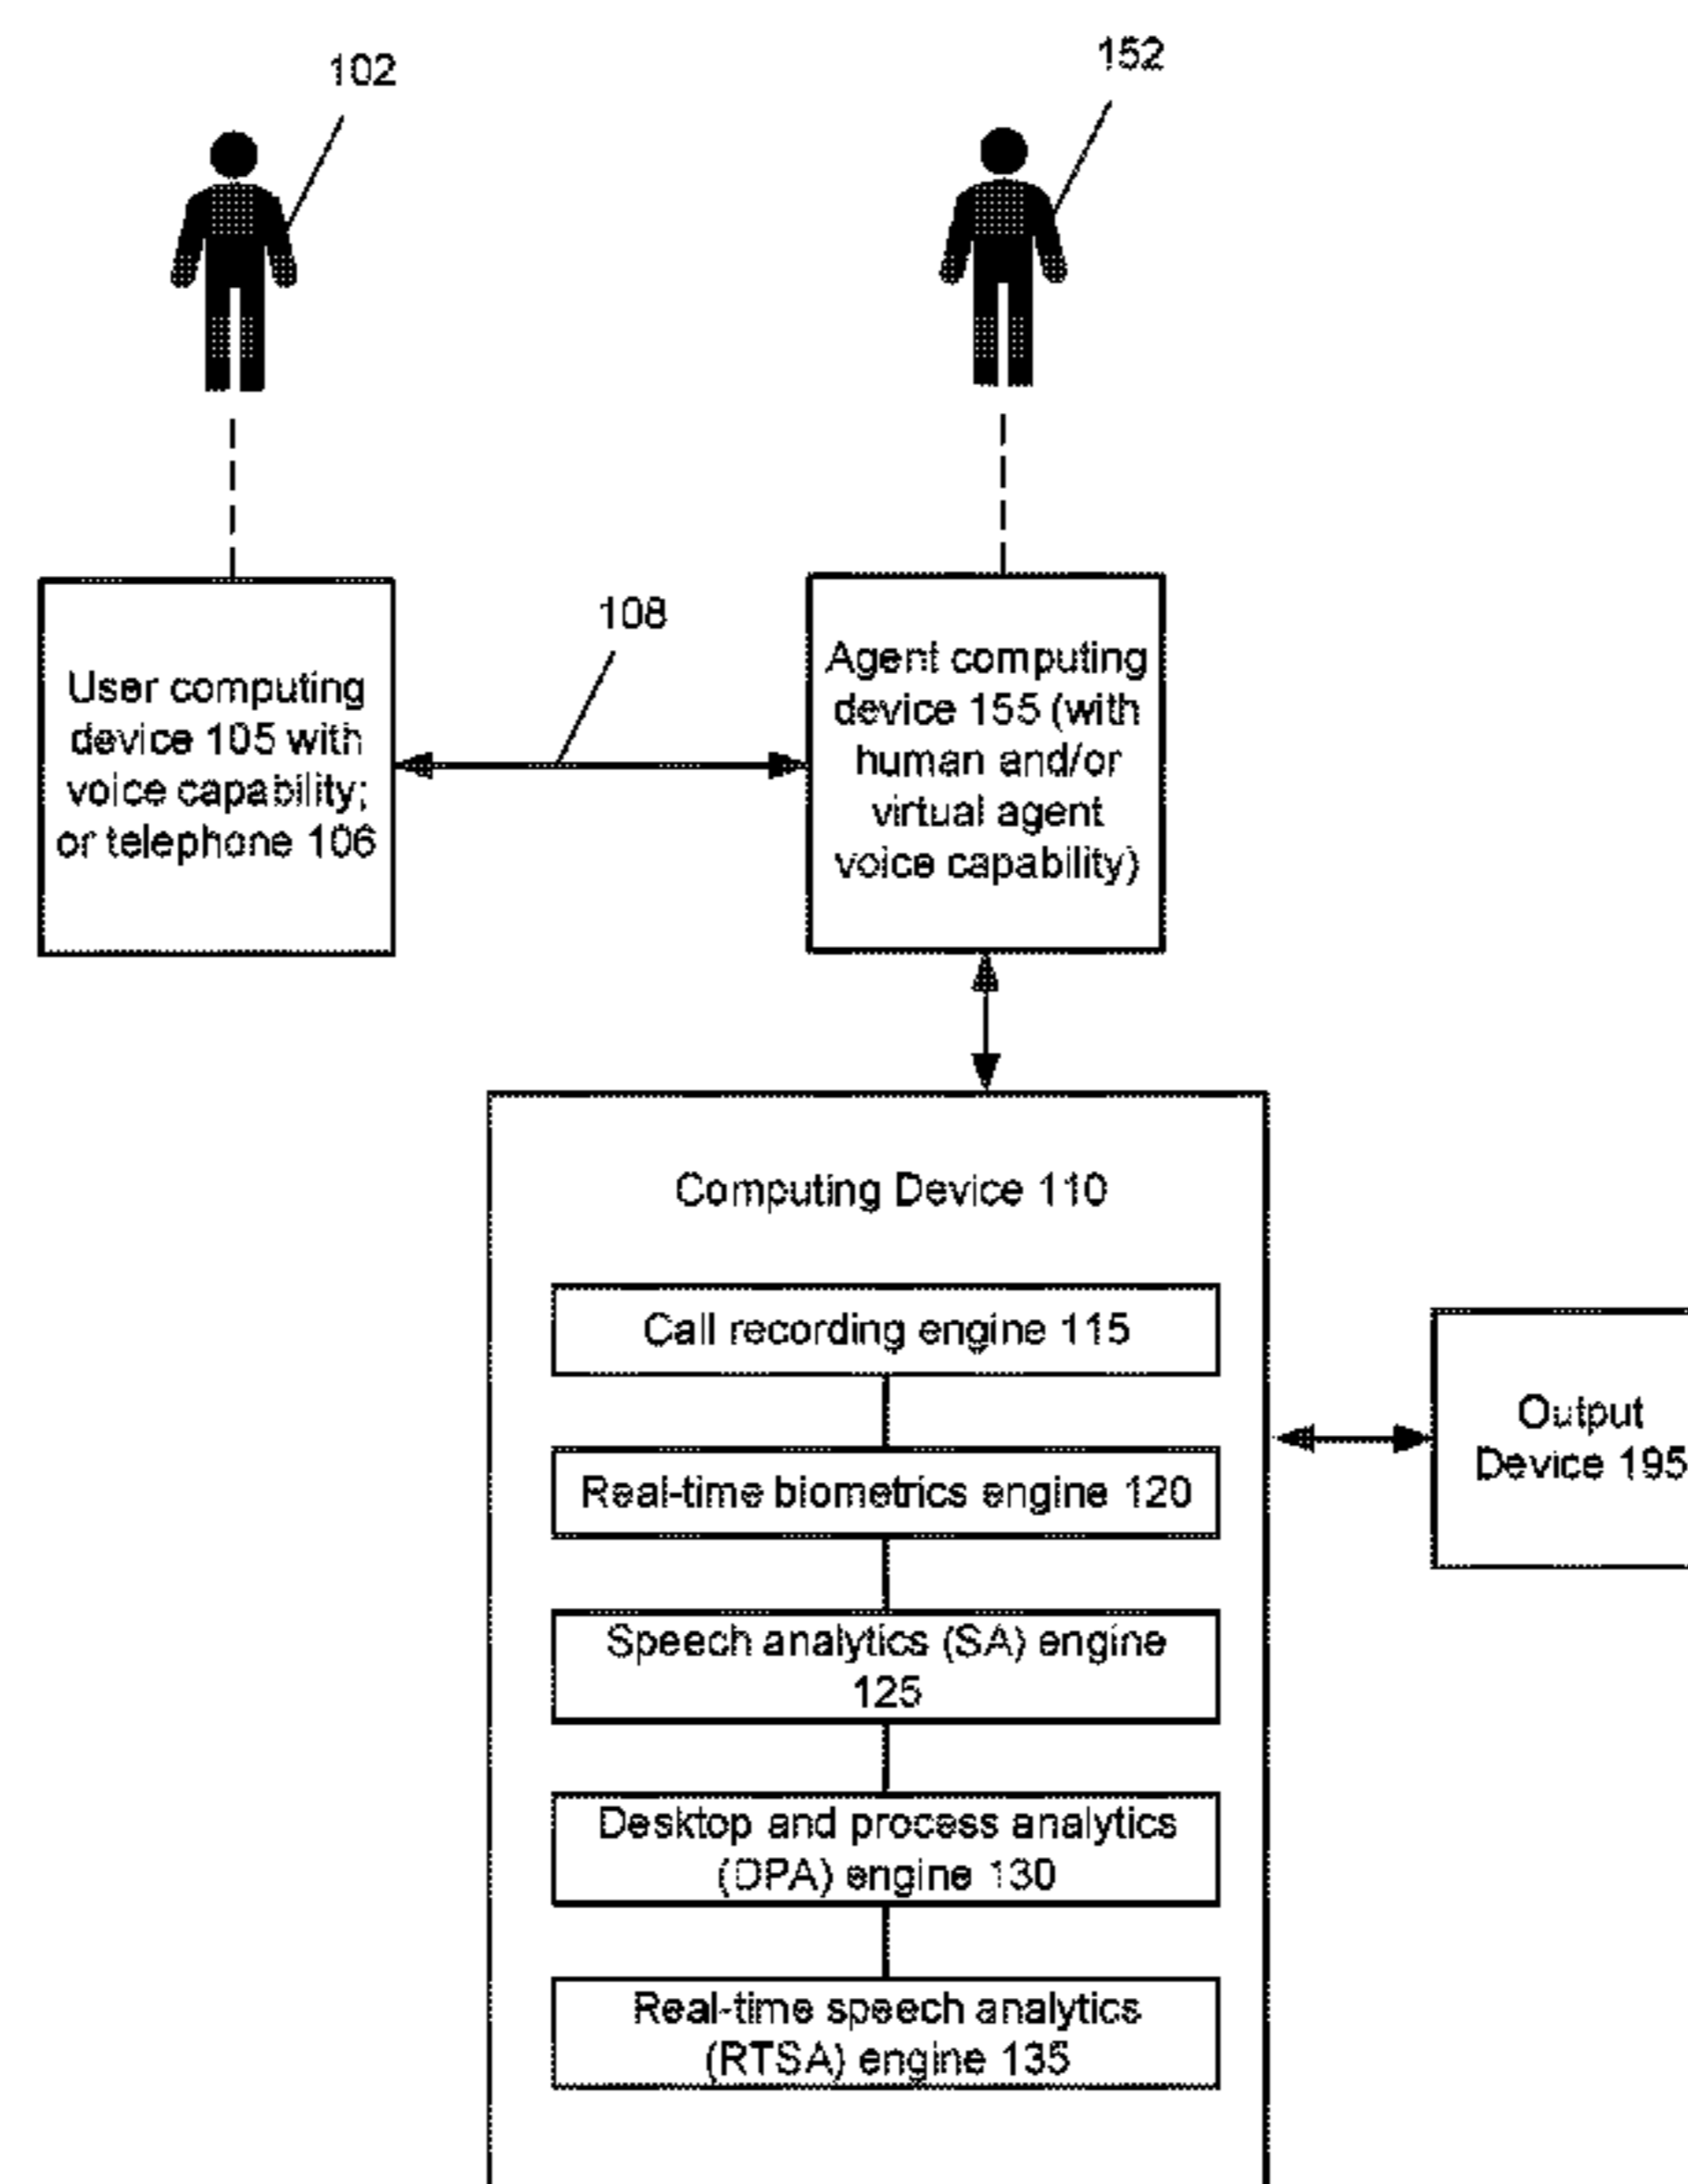 102
152
108
User computing
device 105 with
voice capability;
or telephone 106
Agent computing
device 155 (with
human and/or
virtual agent
voice capability)
Computing Device 110
Call recording engine 115
Real-time biometrics engine 120
Speech analytics (SA) engine
125
Desktop and process analytics
(DPA) engine 130
Real-time speech analytics
(RTSA) engine 135
Output
Device 195